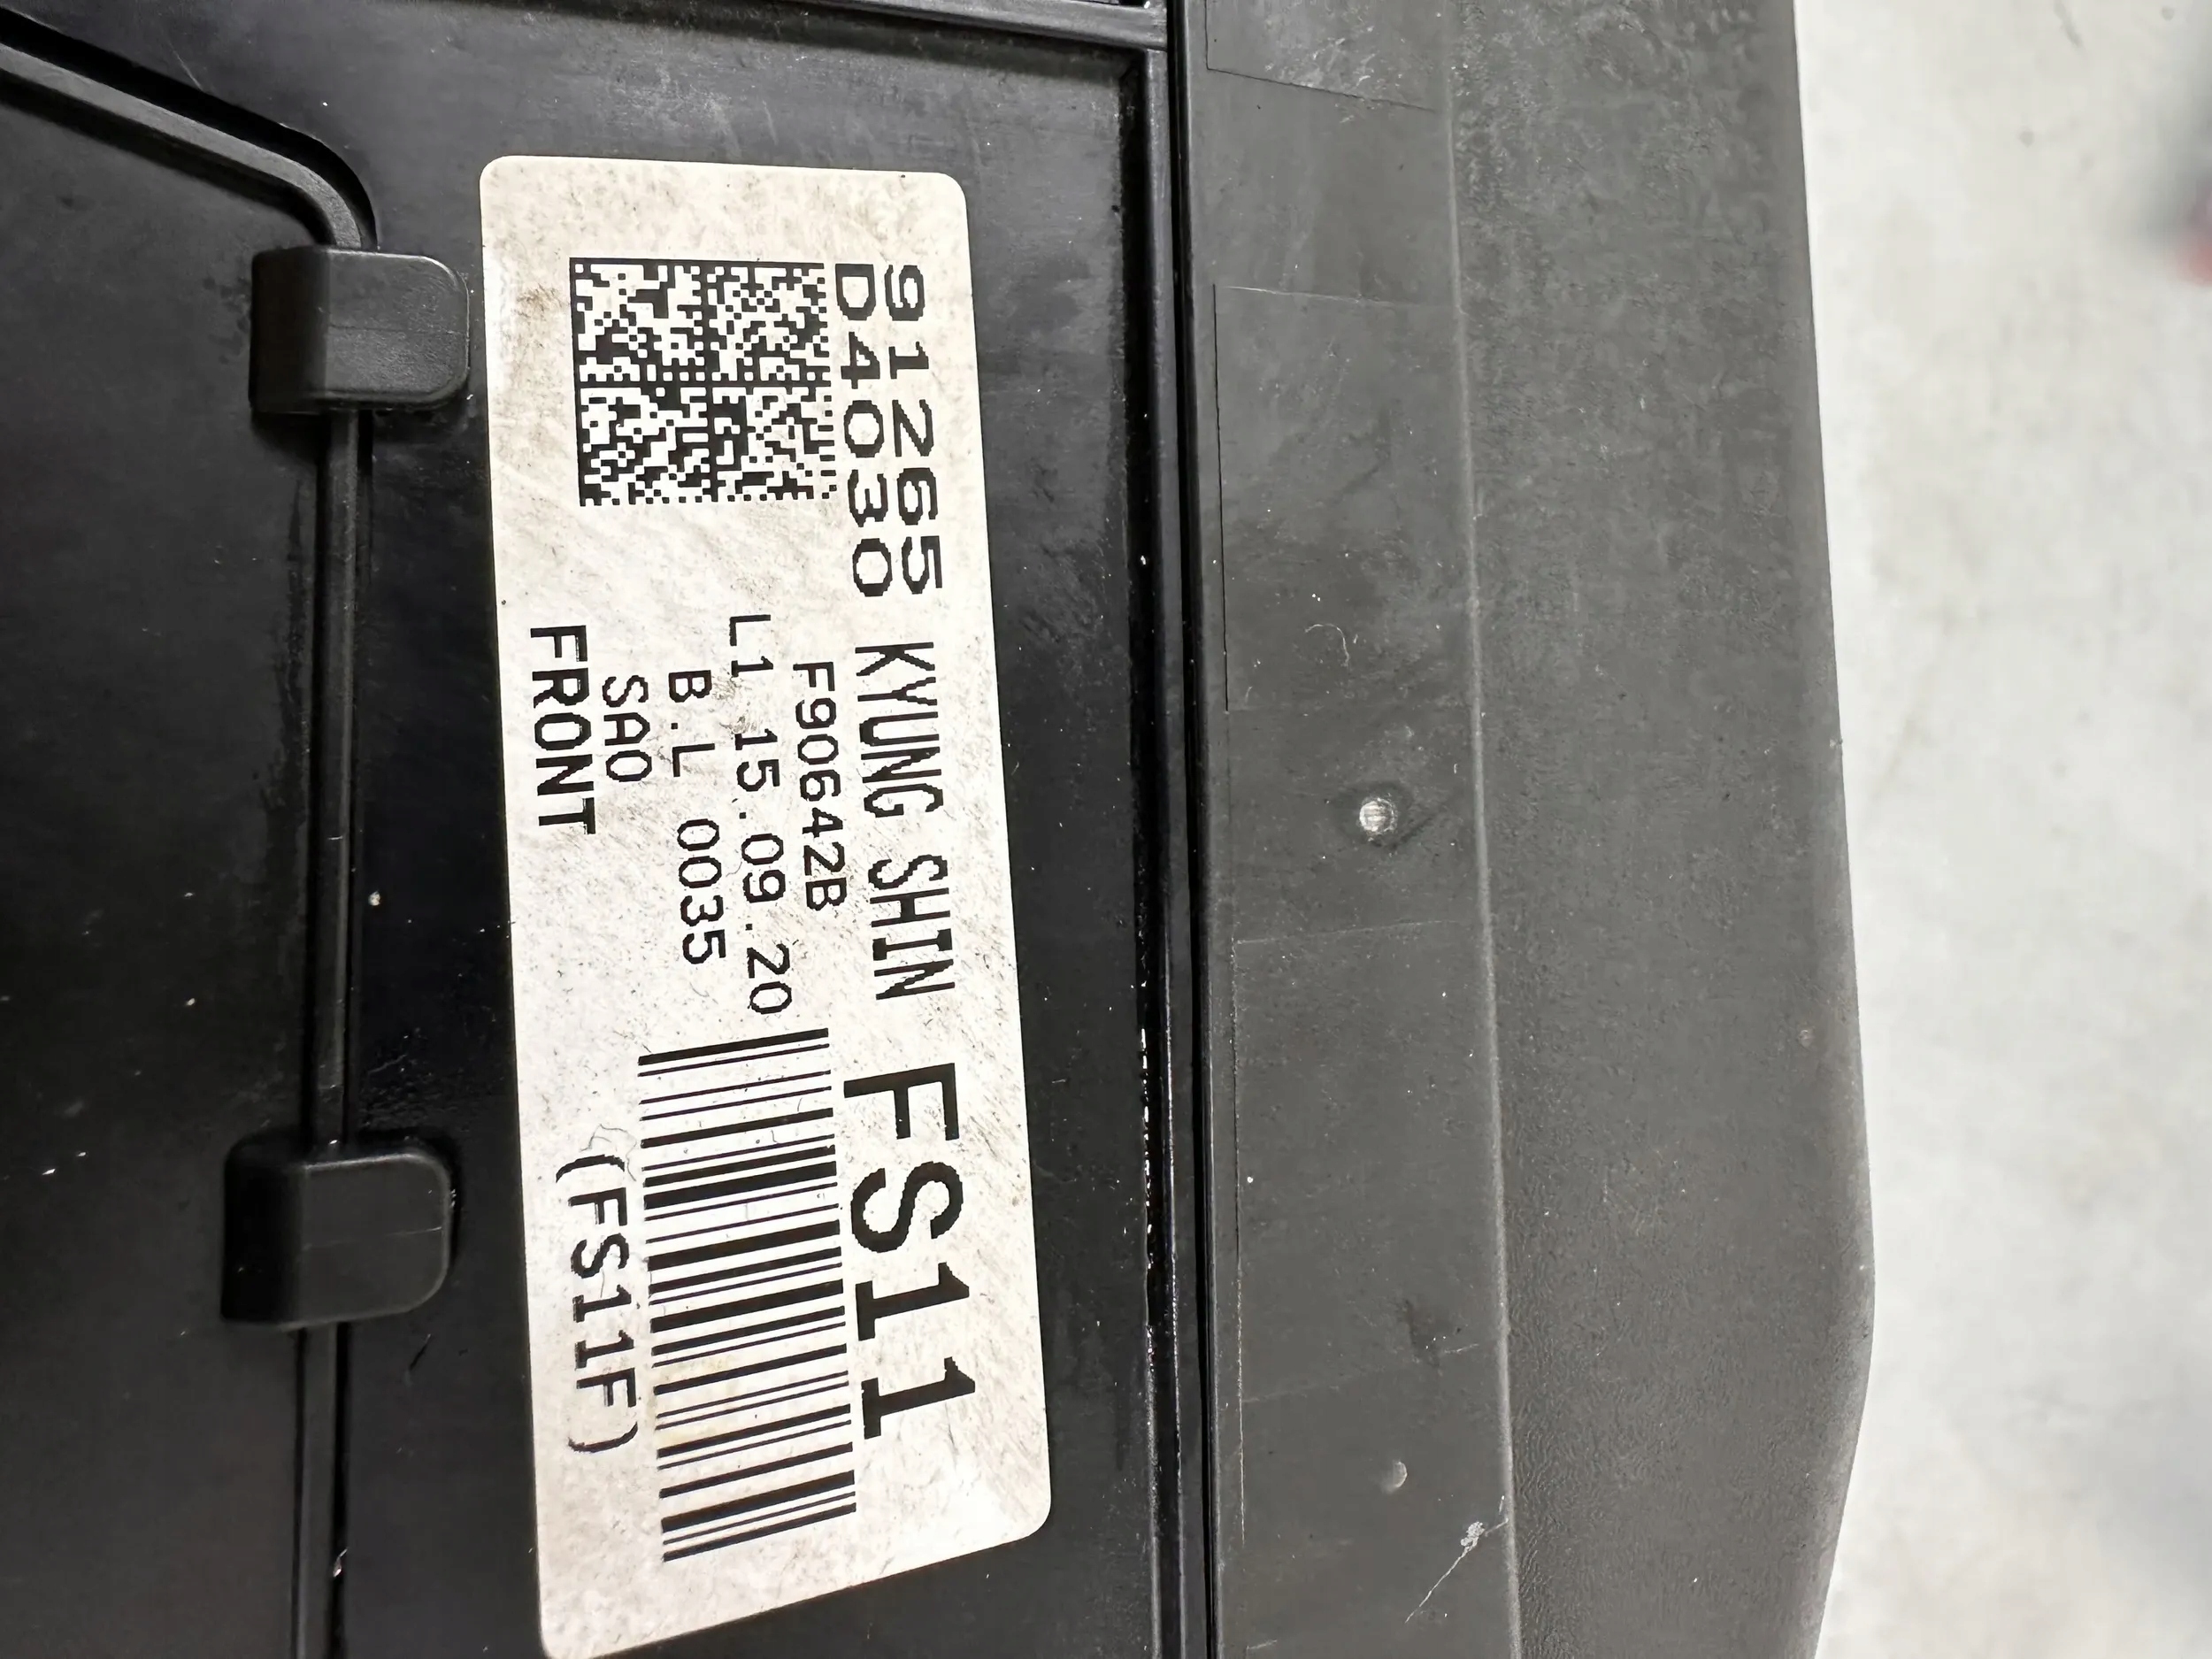 91265 KYUNG SHIN FS11
D4030
F90642B
L1 15.09.20
B.L 0035
SA0
FRONT (FS11F)